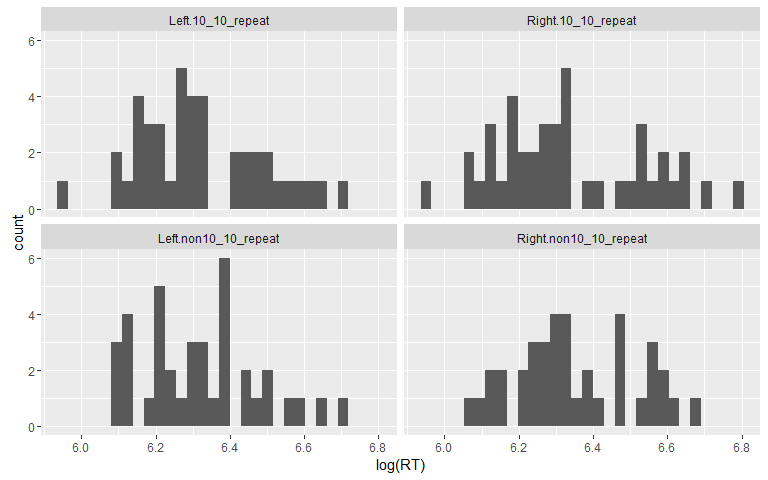 Left.10_10_repeat
Right.10_10_repeat
6
4
2
0
count
Left.non10_10_repeat
Right.non10_10_repeat
6
4
2
0
6.0 6.2 6.4 6.6 6.8 6.0 6.2 6.4 6.6 6.8
log(RT)